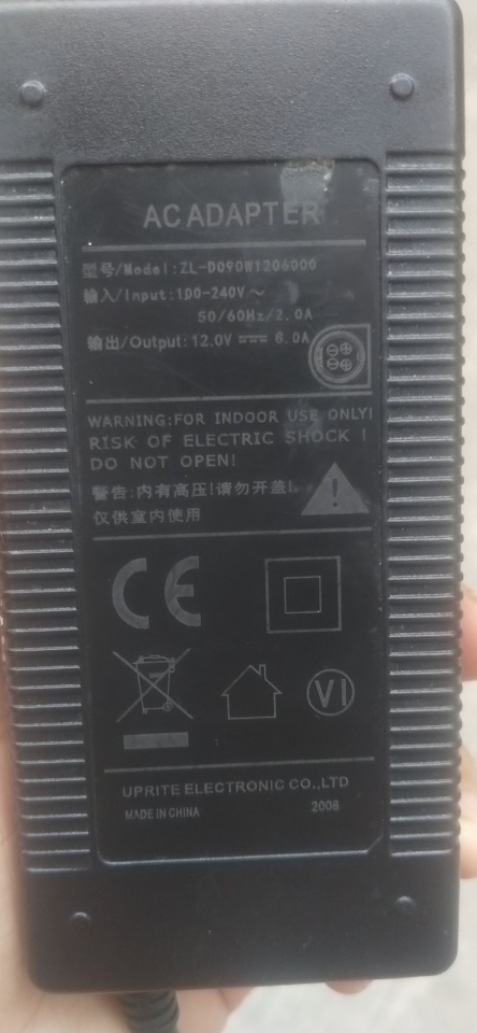 AC ADAPTER
型号/Model:ZL-D090W1206000
输入/Input:100-240V～
50/60Hz/2.0A
输出/Output:12.0V ⎓ 6.0A
WARNING:FOR INDOOR USE ONLY!
RISK OF ELECTRIC SHOCK !
DO NOT OPEN!
警告:内有高压!请勿开盖!
仅供室内使用
!
CE
VI
UPRITE ELECTRONIC CO.,LTD
MADE IN CHINA 2008